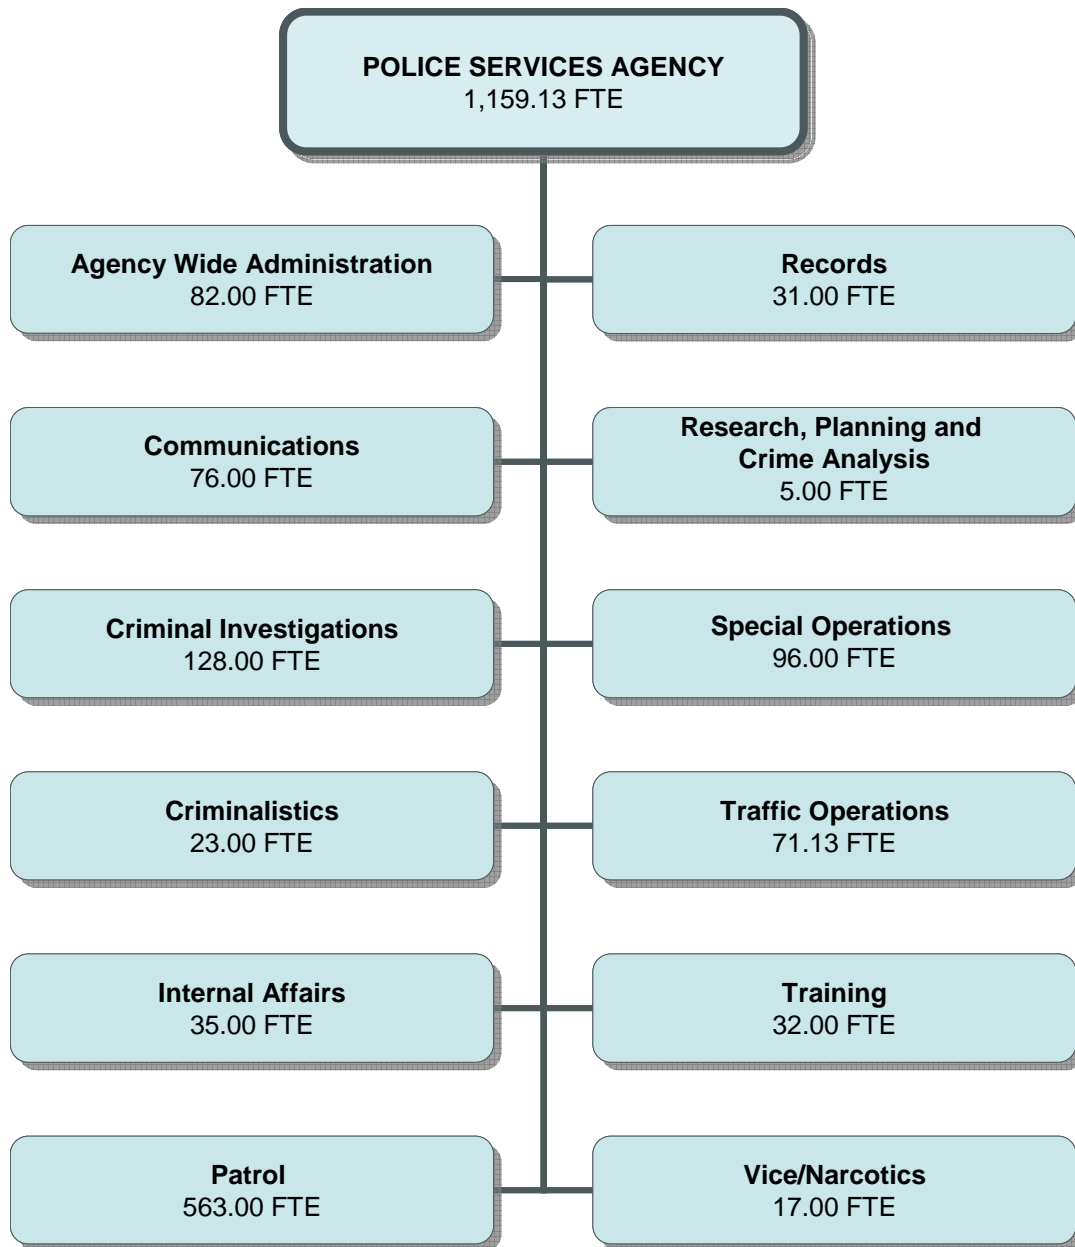 POLICE SERVICES AGENCY
1,159.13 FTE
Agency Wide Administration
82.00 FTE
Records
31.00 FTE
Communications
76.00 FTE
Research, Planning and
Crime Analysis
5.00 FTE
Criminal Investigations
128.00 FTE
Special Operations
96.00 FTE
Criminalistics
23.00 FTE
Traffic Operations
71.13 FTE
Internal Affairs
35.00 FTE
Training
32.00 FTE
Patrol
563.00 FTE
Vice/Narcotics
17.00 FTE